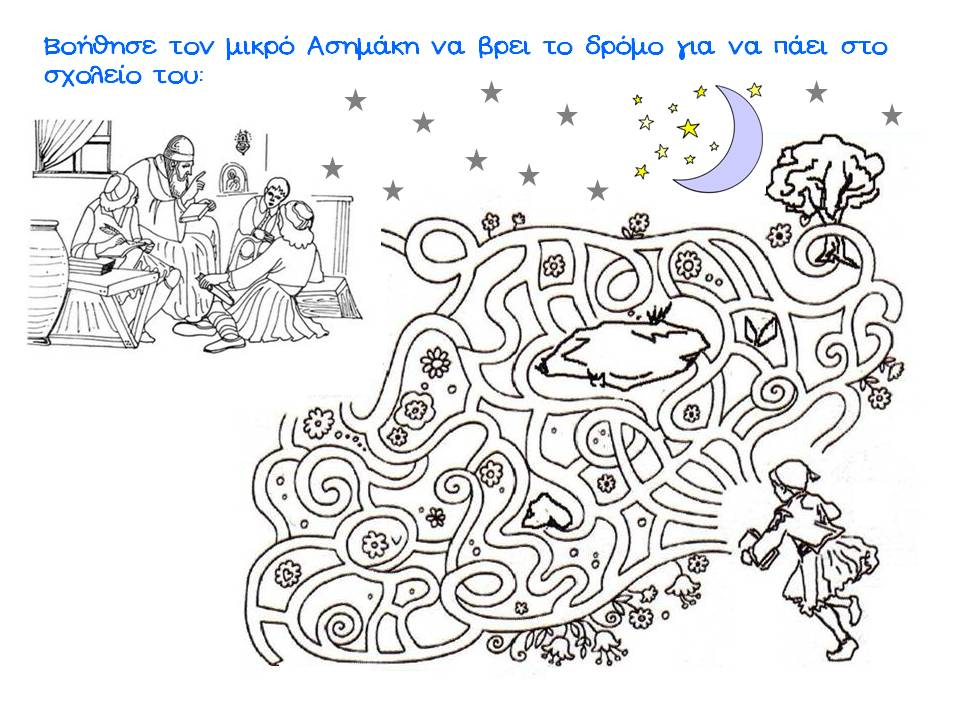 Βοήθησε τον μικρό Ασημάκη να βρει το δρόμο για να πάει στο
σχολείο του: